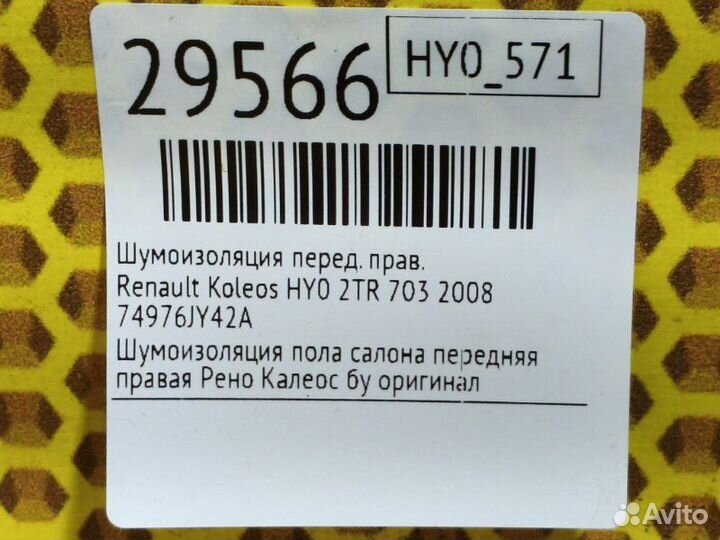 29566
HY0_571
Шумоизоляция перед. прав.
Renault Koleos HY0 2TR 703 2008
74976JY42A
Шумоизоляция пола салона передняя
правая Рено Калеос бу оригинал
Avito